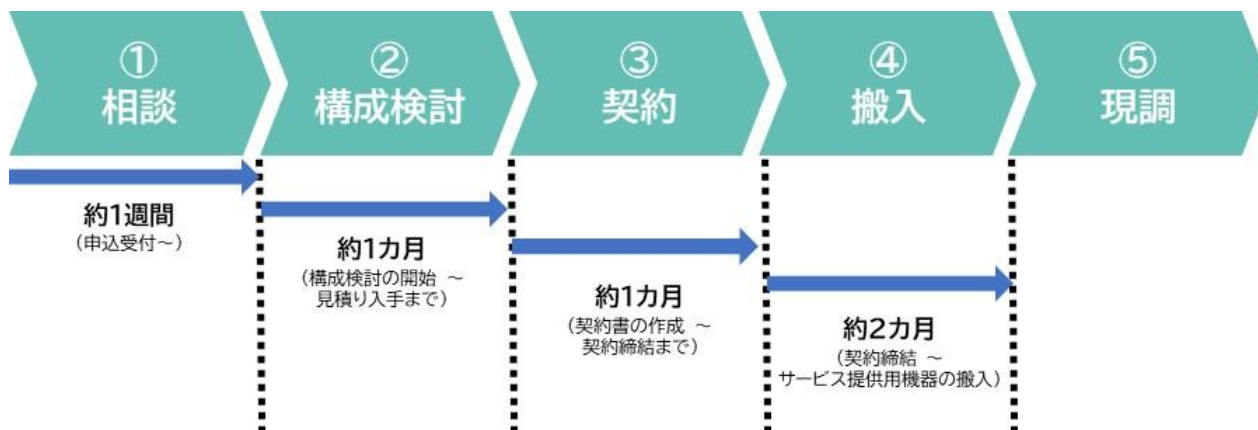 ①
相談
②
構成検討
③
契約
④
搬入
⑤
現調
約1週間
（申込受付～）
約1カ月
（構成検討の開始 ～
見積り入手まで）
約1カ月
（契約書の作成 ～
契約締結まで）
約2カ月
（契約締結 ～
サービス提供用機器の搬入）